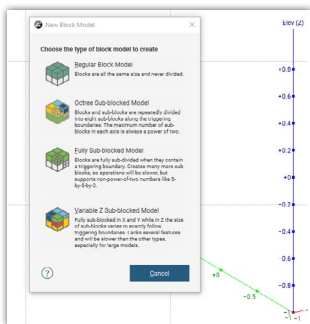 New Block Model
Choose the type of block model to create
Regular Block Model
Blocks are all the same size and never divided.
Octree Sub-blocked Model
Blocks and sub-blocks are repeatedly divided
into eight sub-blocks along the triggering
boundaries. The maximum number of sub-
blocks in each axis is always a power of two.
Fully Sub-blocked Model
Blocks are fully sub-divided when they contain
a triggering boundary. Creates many more sub
blocks, so operations will be slower, but
supports non-power-of-two numbers like 5-
by-5-by-3.
Variable Z Sub-blocked Model
Fully sub-blocked in X and Y while in Z the size
of sub-blocks varies to exactly follow
triggering boundaries. Lacks several features
and will be slower than the other types,
especially for large models.
?
Cancel
Elev (Z)
+0.8
+0.6
+0.4
+0.2
+0
-0.2
-0.4
-0.6
-0.8
-1
-1
-1
+0
-0.5